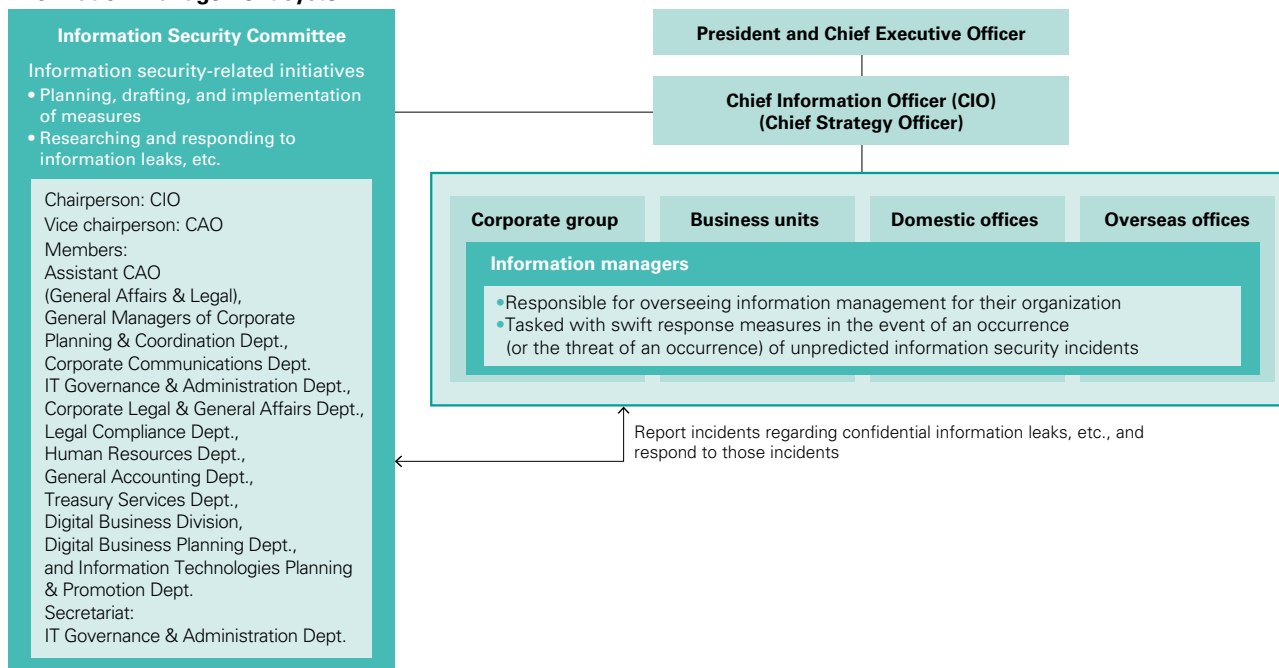 Information Security Committee
Information security-related initiatives
• Planning, drafting, and implementation
of measures
• Researching and responding to
information leaks, etc.
Chairperson: CIO
Vice chairperson: CAO
Members:
Assistant CAO
(General Affairs & Legal),
General Managers of Corporate
Planning & Coordination Dept.,
Corporate Communications Dept.
IT Governance & Administration Dept.,
Corporate Legal & General Affairs Dept.,
Legal Compliance Dept.,
Human Resources Dept.,
General Accounting Dept.,
Treasury Services Dept.,
Digital Business Division,
Digital Business Planning Dept.,
and Information Technologies Planning
& Promotion Dept.
Secretariat:
IT Governance & Administration Dept.
President and Chief Executive Officer
Chief Information Officer (CIO)
(Chief Strategy Officer)
Corporate group
Business units
Domestic offices
Overseas offices
Information managers
•Responsible for overseeing information management for their organization
•Tasked with swift response measures in the event of an occurrence
(or the threat of an occurrence) of unpredicted information security incidents
Report incidents regarding confidential information leaks, etc., and
respond to those incidents